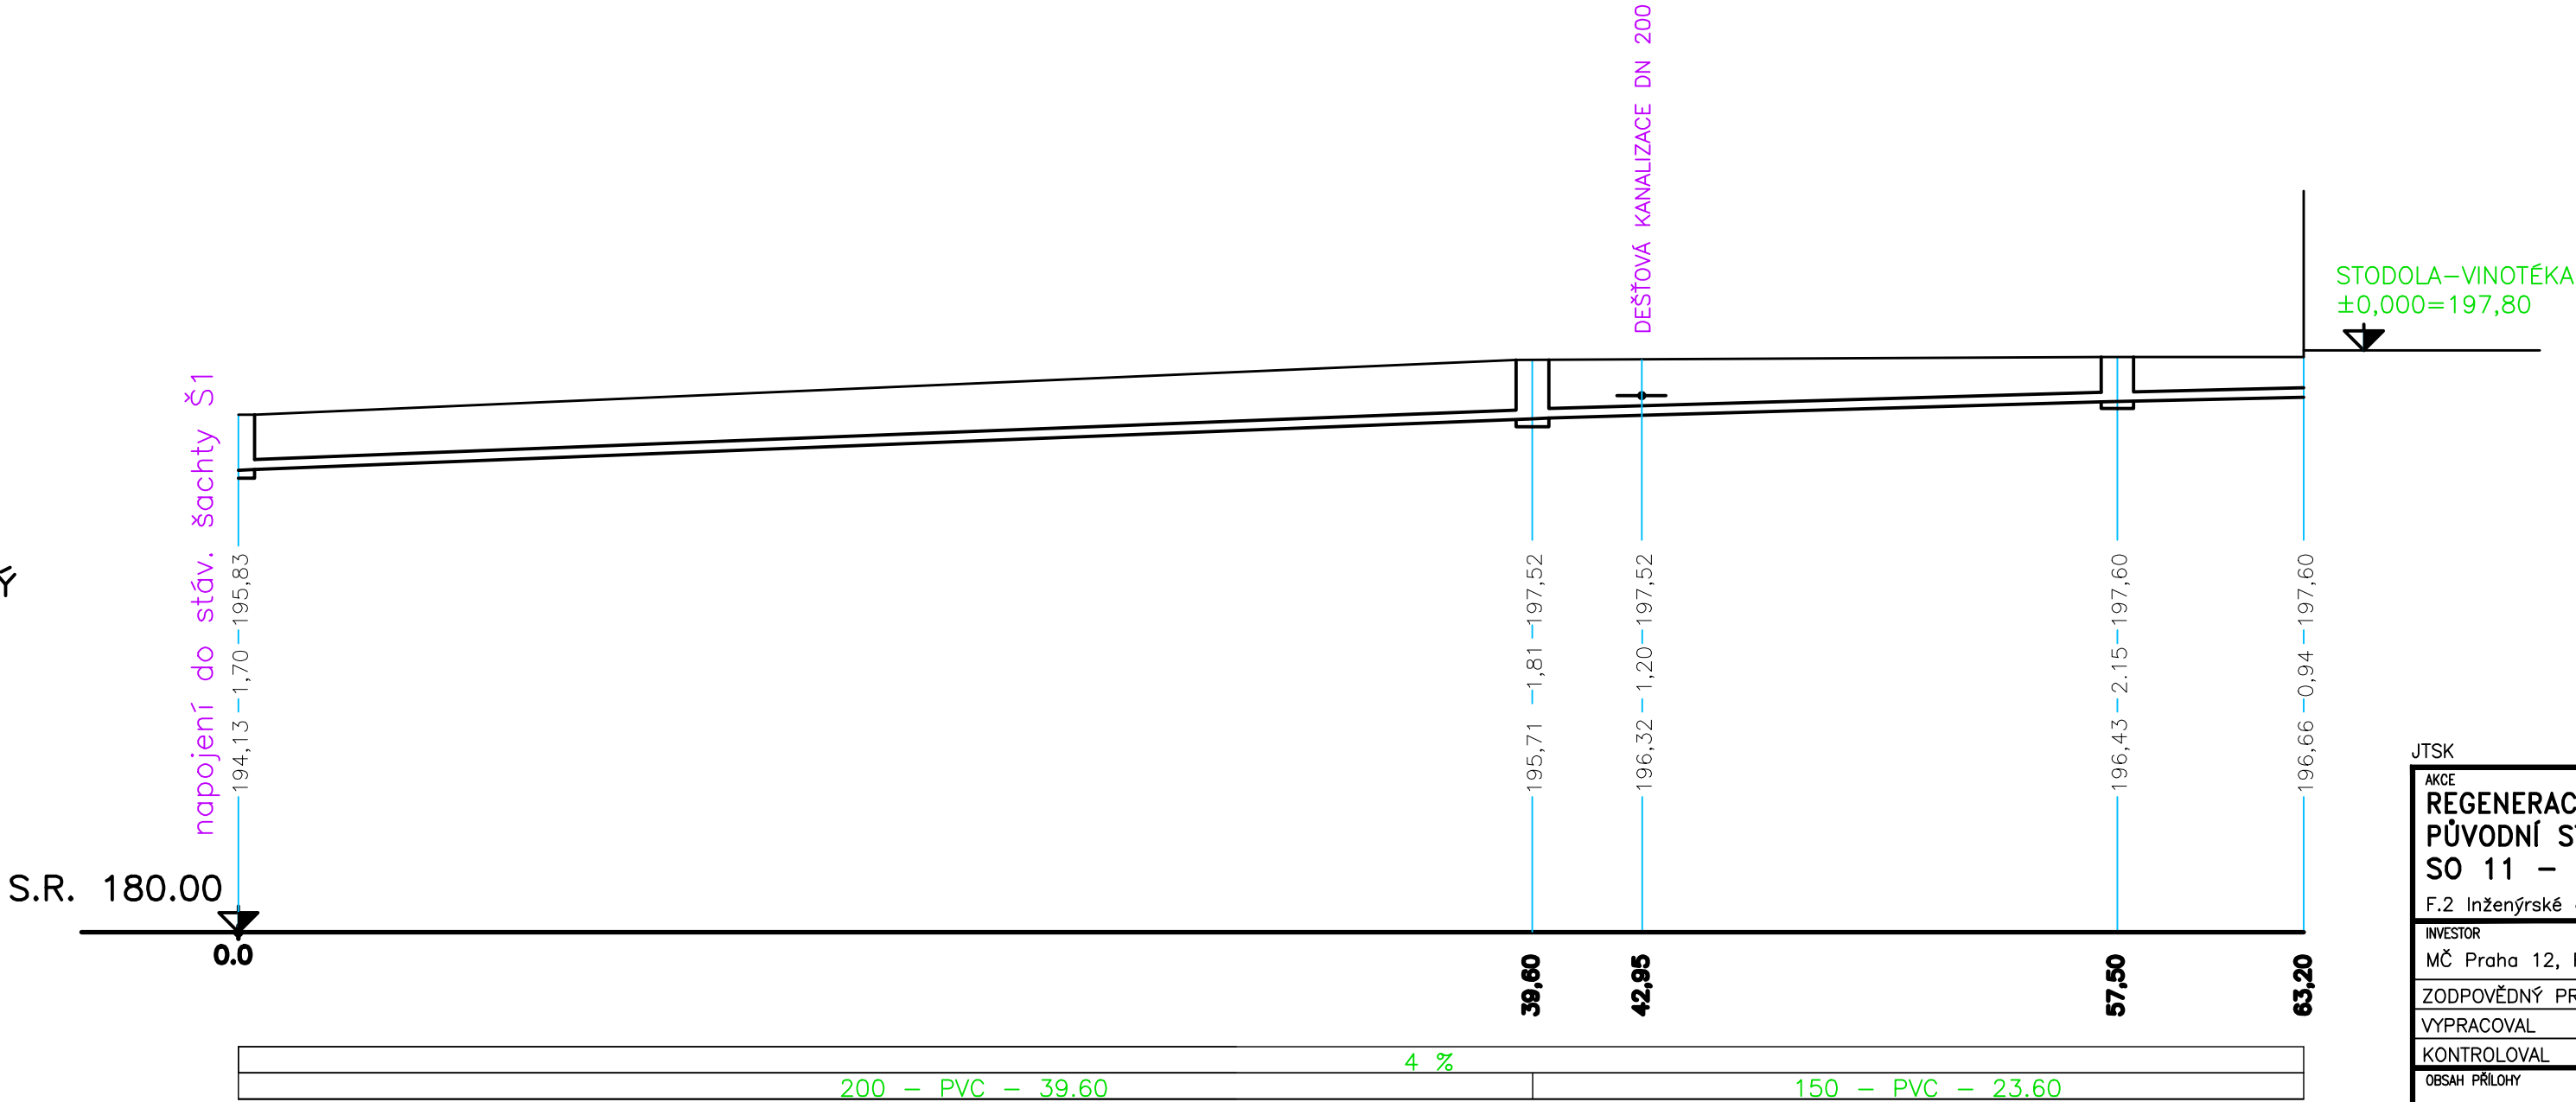 DEŠŤOVÁ KANALIZACE DN 200
STODOLA-VINOTÉKA
±0,000=197,80
napojení do stáv. šachty Š1
194,13-1,70-195,83
195,71 -1,81-197,52
196,32-1,20-197,52
196,43-2.15-197,60
196,66-0,94-197,60
Ý
S.R. 180.00
0.0
39,60
42,95
57,50
63,20
4 %
200 - PVC - 39.60
150 - PVC - 23.60
JTSK
AKCE
REGENERAC
PŮVODNÍ S
SO 11 -
F.2 Inženýrské
INVESTOR
MČ Praha 12,
ZODPOVĚDNÝ PR
VYPRACOVAL
KONTROLOVAL
OBSAH PŘÍLOHY